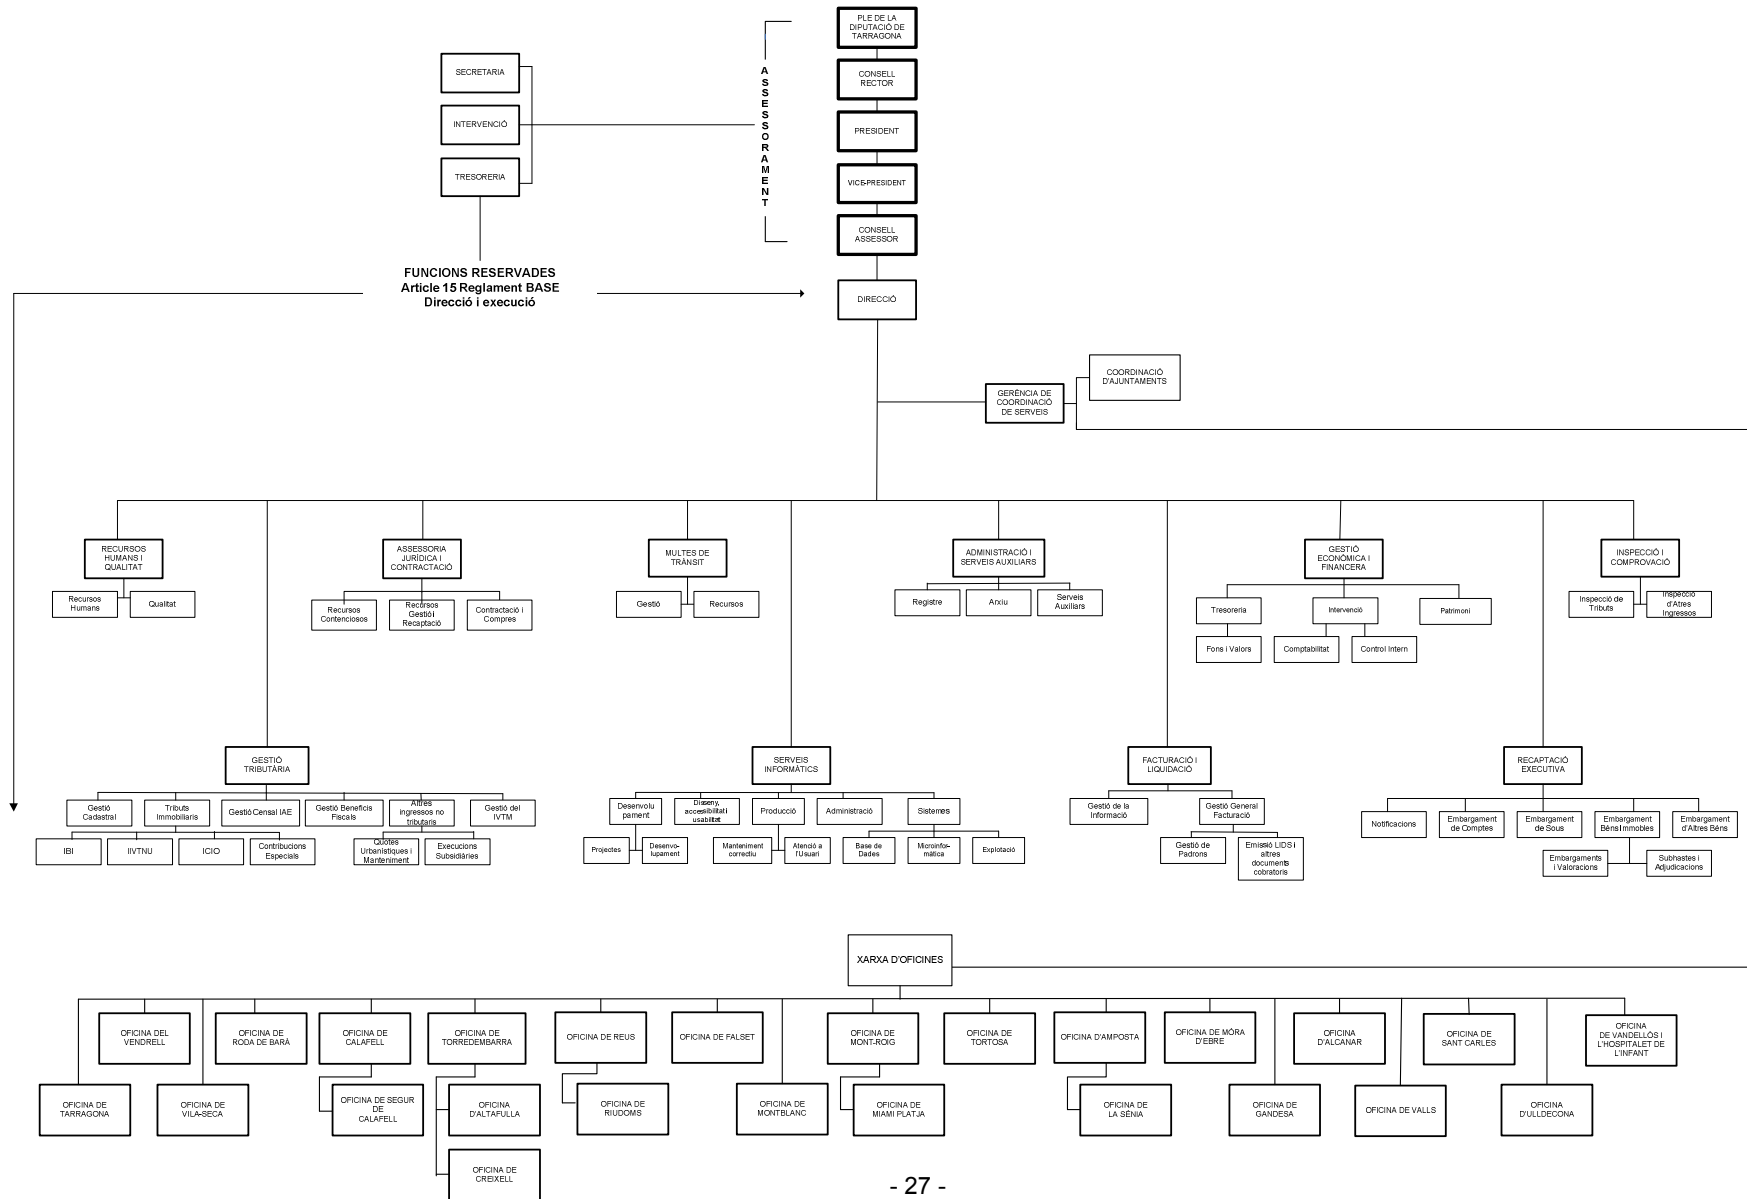 PLE DE LA
DIPUTACIÓ DE
TARRAGONA
CONSELL
RECTOR
PRESIDENT
VICE-PRESIDENT
CONSELL
ASSESSOR
ASSESSORAMENT
SECRETARIA
INTERVENCIÓ
TRESORERIA
FUNCIONS RESERVADES
Article 15 Reglament BASE
Direcció i execució
DIRECCIÓ
GERÈNCIA DE
COORDINACIÓ
DE SERVEIS
COORDINACIÓ
D'AJUNTAMENTS
RECURSOS
HUMANS I
QUALITAT
Recursos
Humans
Qualitat
ASSESSORIA
JURÍDICA I
CONTRACTACIÓ
Recursos
Contenciosos
Recursos
Gestió i
Recaptació
Contractació i
Compres
MULTES DE
TRÀNSIT
Gestió
Recursos
ADMINISTRACIÓ I
SERVEIS AUXILIARS
Registre
Arxiu
Serveis
Auxiliars
GESTIÓ
ECONÒMICA I
FINANCERA
Tresoreria
Intervenció
Patrimoni
Fons i Valors
Comptabilitat
Control Intern
INSPECCIÓ I
COMPROVACIÓ
Inspecció de
Tributs
Inspecció
d'Atres
Ingressos
GESTIÓ
TRIBUTÀRIA
Gestió
Cadastral
Tributs
Immobiliaris
Gestió Censal IAE
Gestió Beneficis
Fiscals
Altres
ingressos no
tributaris
Gestió del
IVTM
IBI
IIVTNU
ICIO
Contribucions
Especials
Quotes
Urbanístiques i
Manteniment
Execucions
Subsidiàries
SERVEIS
INFORMÀTICS
Desenvolu
pament
Disseny,
accessibilitat i
usabilitat
Producció
Administració
Sistemes
Projectes
Desenvo-
lupament
Manteniment
correctiu
Atenció a
l'Usuari
Base de
Dades
Microinfor-
màtica
Explotació
FACTURACIÓ I
LIQUIDACIÓ
Gestió de la
Informació
Gestió General
Facturació
Gestió de
Padrons
Emissió LIDS i
altres
documents
cobratoris
RECAPTACIÓ
EXECUTIVA
Notificacions
Embargament
de Comptes
Embargament
de Sous
Embargament
Béns Immobles
Embargament
d'Altres Béns
Embargaments
i Valoracions
Subhastes i
Adjudicacions
XARXA D'OFICINES
OFICINA DEL
VENDRELL
OFICINA DE
RODA DE BARÀ
OFICINA DE
CALAFELL
OFICINA DE
TORREDEMBARRA
OFICINA DE REUS
OFICINA DE FALSET
OFICINA DE
MONT-ROIG
OFICINA DE
TORTOSA
OFICINA D'AMPOSTA
OFICINA DE MÓRA
D'EBRE
OFICINA
D'ALCANAR
OFICINA DE
SANT CARLES
OFICINA
DE VANDELLÒS I
L'HOSPITALET DE
L'INFANT
OFICINA DE
TARRAGONA
OFICINA DE
VILA-SECA
OFICINA DE SEGUR
DE
CALAFELL
OFICINA
D'ALTAFULLA
OFICINA DE
RIUDOMS
OFICINA DE
MONTBLANC
OFICINA DE
MIAMI PLATJA
OFICINA DE
LA SÉNIA
OFICINA DE
GANDESA
OFICINA DE VALLS
OFICINA
D'ULLDECONA
OFICINA DE
CREIXELL
- 27 -